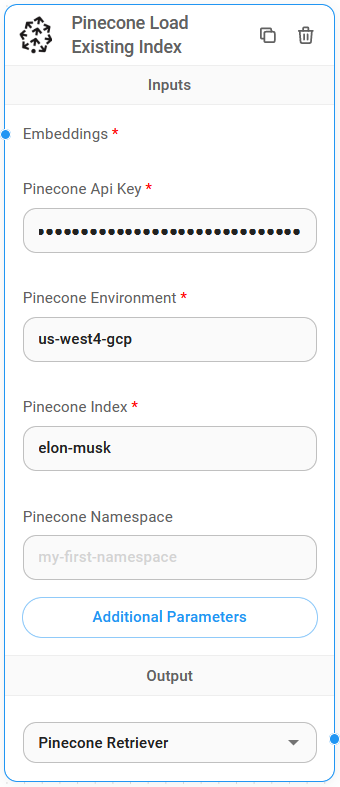 Pinecone Load
Existing Index
Inputs
Embeddings *
Pinecone Api Key *
••••••••••••••••••••••••••••••
Pinecone Environment *
us-west4-gcp
Pinecone Index *
elon-musk
Pinecone Namespace
my-first-namespace
Additional Parameters
Output
Pinecone Retriever